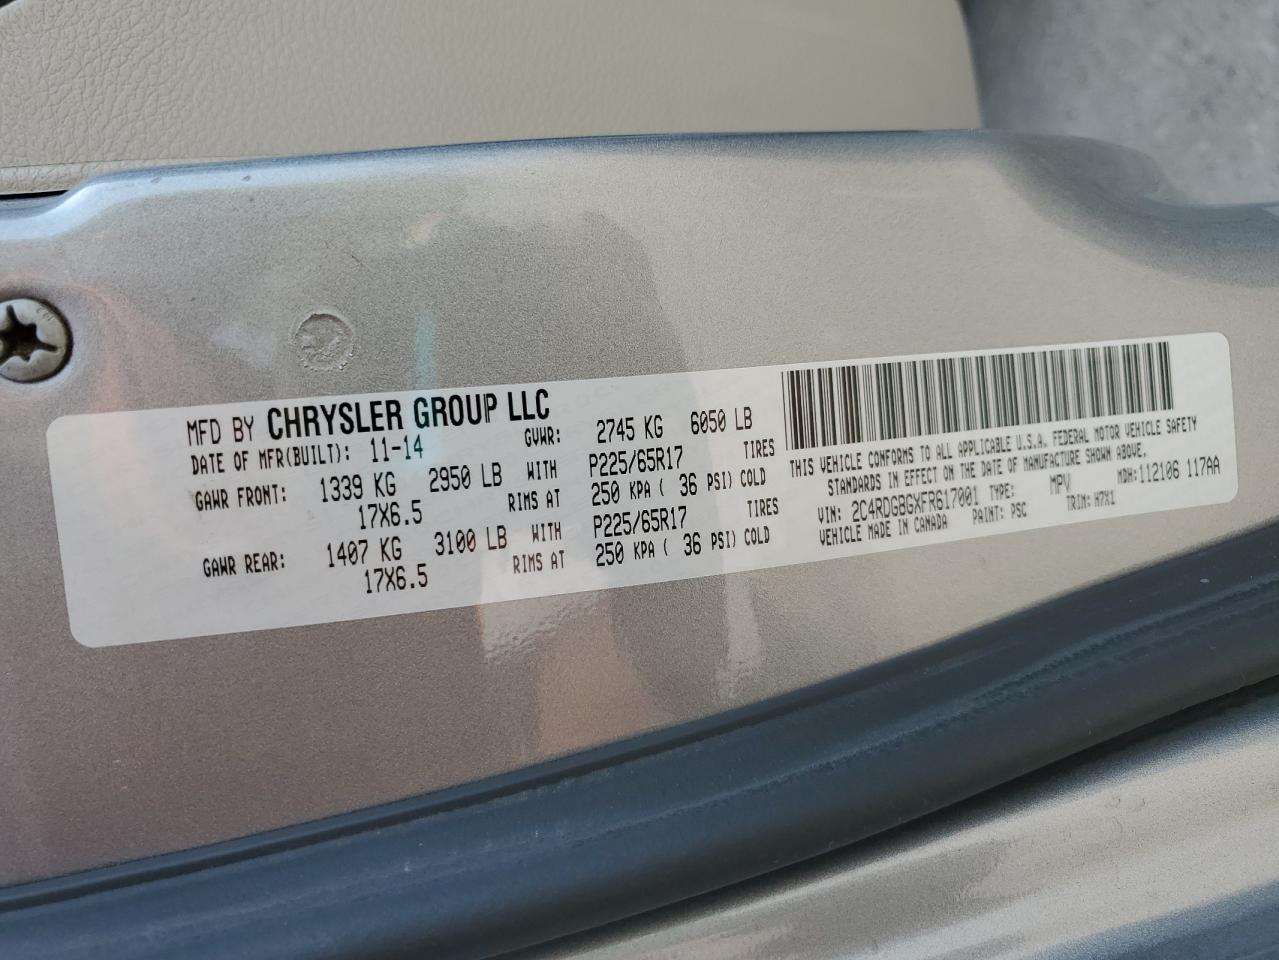 MFD BY CHRYSLER GROUP LLC
DATE OF MFR(BUILT): 11-14 GVWR: 2745 KG 6050 LB
GAWR FRONT: 1339 KG 2950 LB WITH P225/65R17 TIRES
17X6.5 RIMS AT 250 KPA ( 36 PSI) COLD
GAWR REAR: 1407 KG 3100 LB WITH P225/65R17 TIRES
17X6.5 RIMS AT 250 KPA ( 36 PSI) COLD
THIS VEHICLE CONFORMS TO ALL APPLICABLE U.S.A. FEDERAL MOTOR VEHICLE SAFETY
STANDARDS IN EFFECT ON THE DATE OF MANUFACTURE SHOWN ABOVE.
VIN: 2C4RDGBGXFR617001 TYPE: MPV MDH:112106 117AA
VEHICLE MADE IN CANADA PAINT: PSC TRIM: H7X1